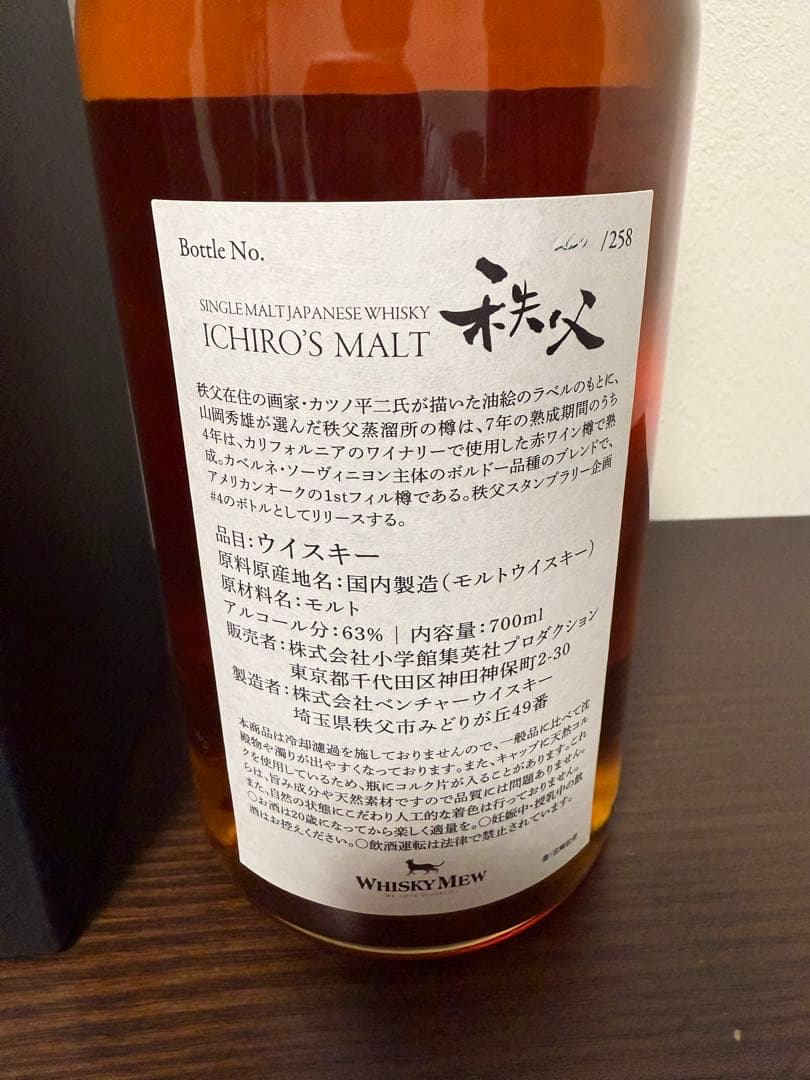 Bottle No. /258
SINGLE MALT JAPANESE WHISKY
ICHIRO'S MALT
秩父
秩父在住の画家・カツノ平二氏が描いた油絵のラベルのもとに、
山岡秀雄が選んだ秩父蒸溜所の樽は、7年の熟成期間のうち
4年は、カリフォルニアのワイナリーで使用した赤ワイン樽で熟
成。カベルネ・ソーヴィニヨン主体のボルドー品種のブレンドで、
アメリカンオークの1stフィル樽である。秩父スタンプラリー企画
#4のボトルとしてリリースする。
品目：ウイスキー
原料原産地名：国内製造（モルトウイスキー）
原材料名：モルト
アルコール分：63% | 内容量：700ml
販売者：株式会社小学館集英社プロダクション
東京都千代田区神田神保町2-30
製造者：株式会社ベンチャーウイスキー
埼玉県秩父市みどりが丘49番
本商品は冷却濾過を施しておりませんので、一般品に比べて沈
殿物や濁りが出やすくなっております。また、キャップに天然コル
クを使用しているため、瓶にコルク片が入ることがあります。これ
らは、旨み成分や天然素材ですので品質には問題ありません。
また、自然の状態にこだわり人工的な着色は行っておりません。
○お酒は20歳になってから楽しく適量を。○妊娠中・授乳中の飲
酒はお控えください。○飲酒運転は法律で禁止されています。
WHISKY MEW